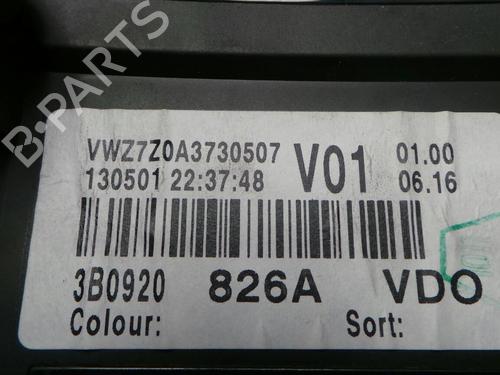 VWZ7Z0A3730507 V01 01.00
130501 22:37:48 06.16
3B0920 826A VDO
Colour: Sort:
B-PARTS